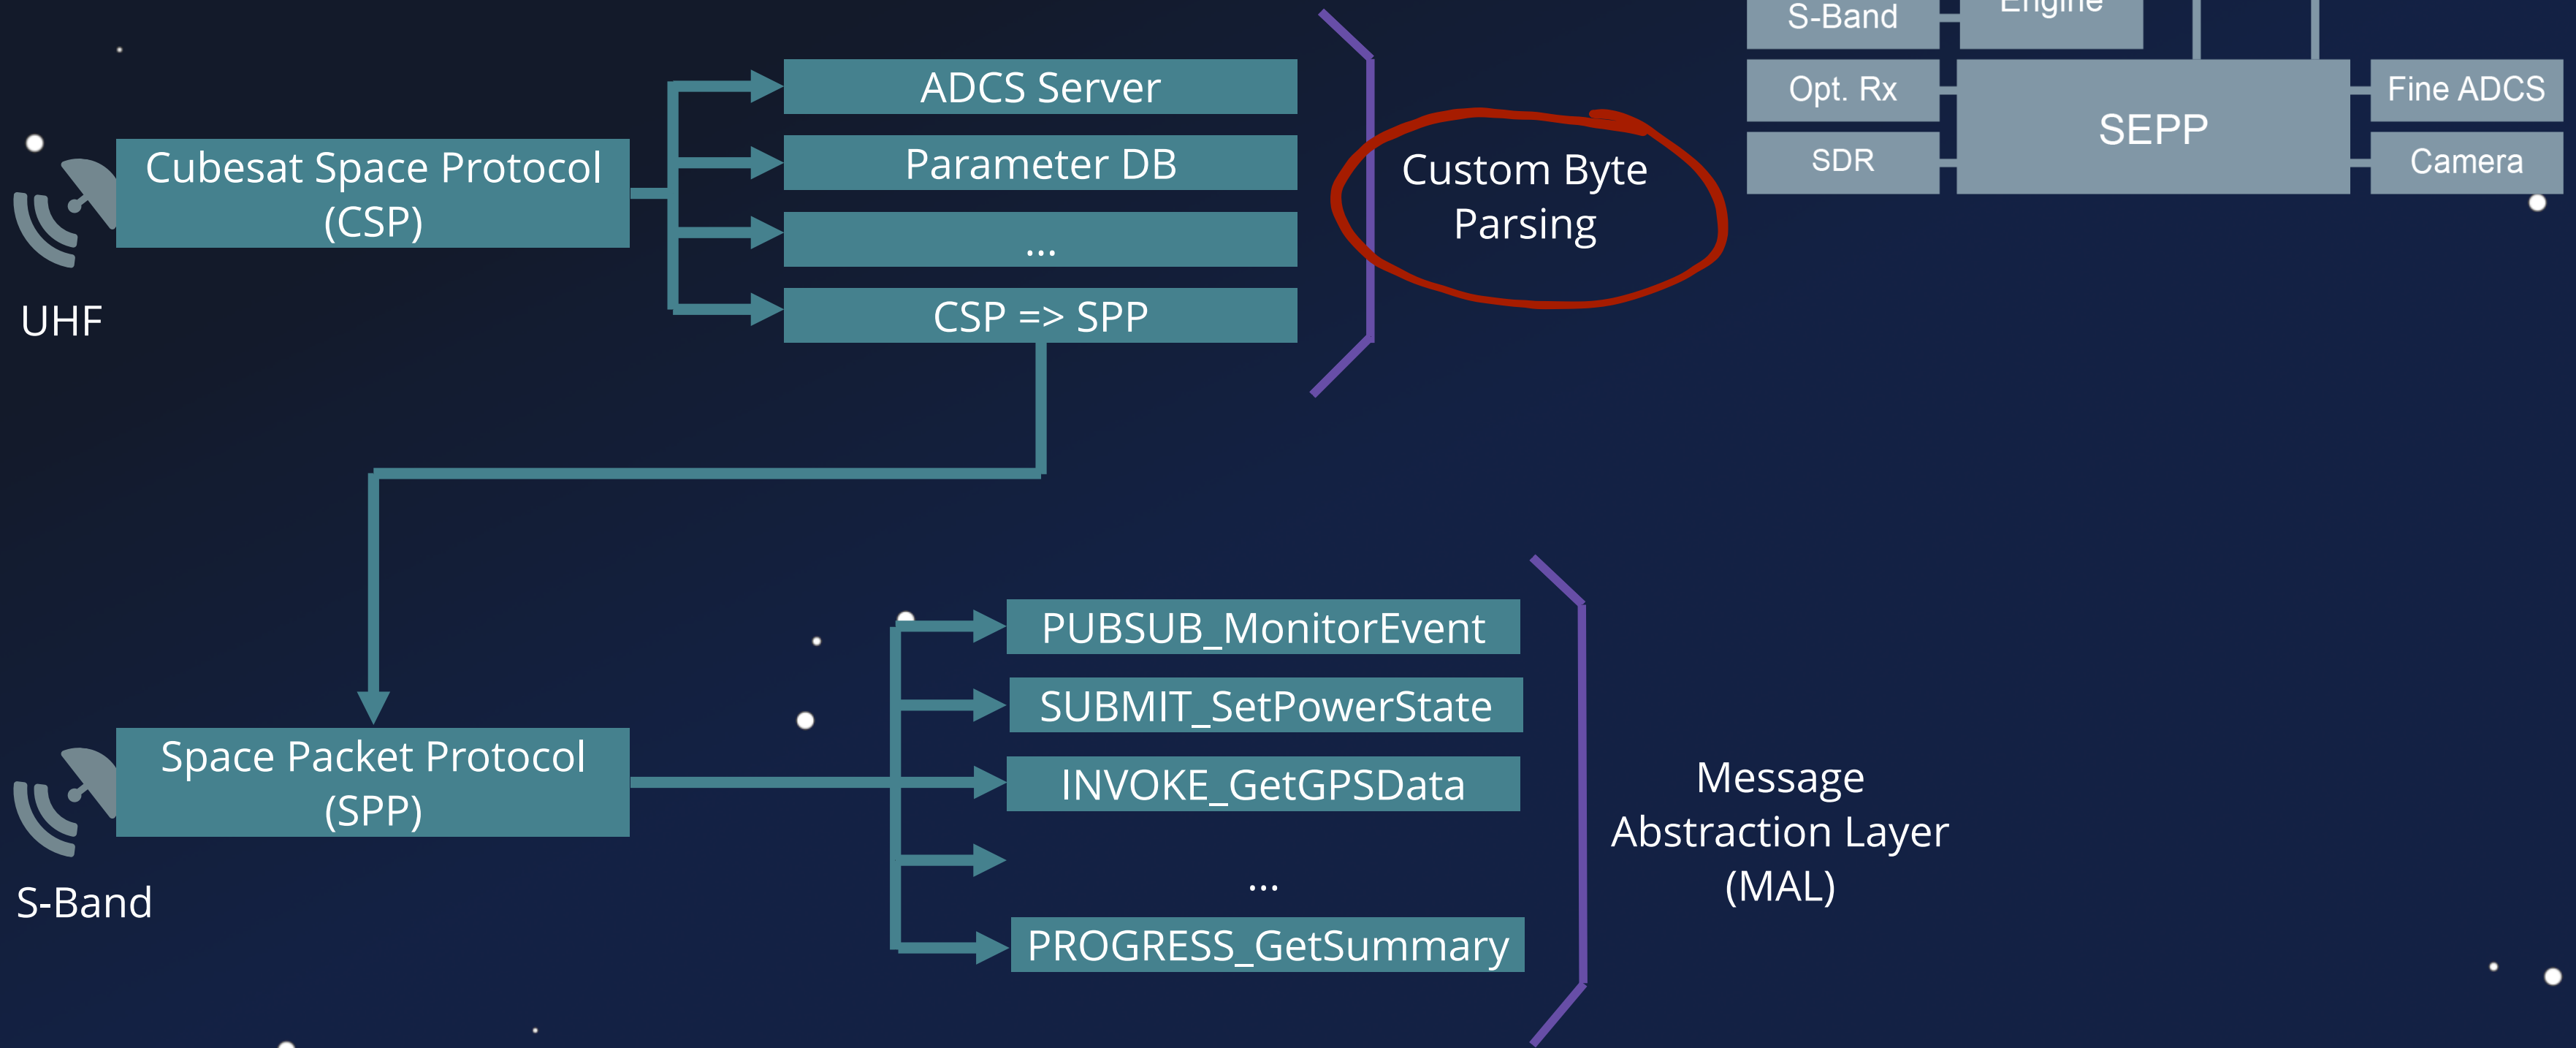 S-Band
Engine
ADCS Server
Opt. Rx
Fine ADCS
SEPP
SDR
Camera
Cubesat Space Protocol
(CSP)
Parameter DB
...
CSP => SPP
Custom Byte
Parsing
UHF
PUBSUB_MonitorEvent
SUBMIT_SetPowerState
Space Packet Protocol
(SPP)
INVOKE_GetGPSData
...
PROGRESS_GetSummary
Message
Abstraction Layer
(MAL)
S-Band